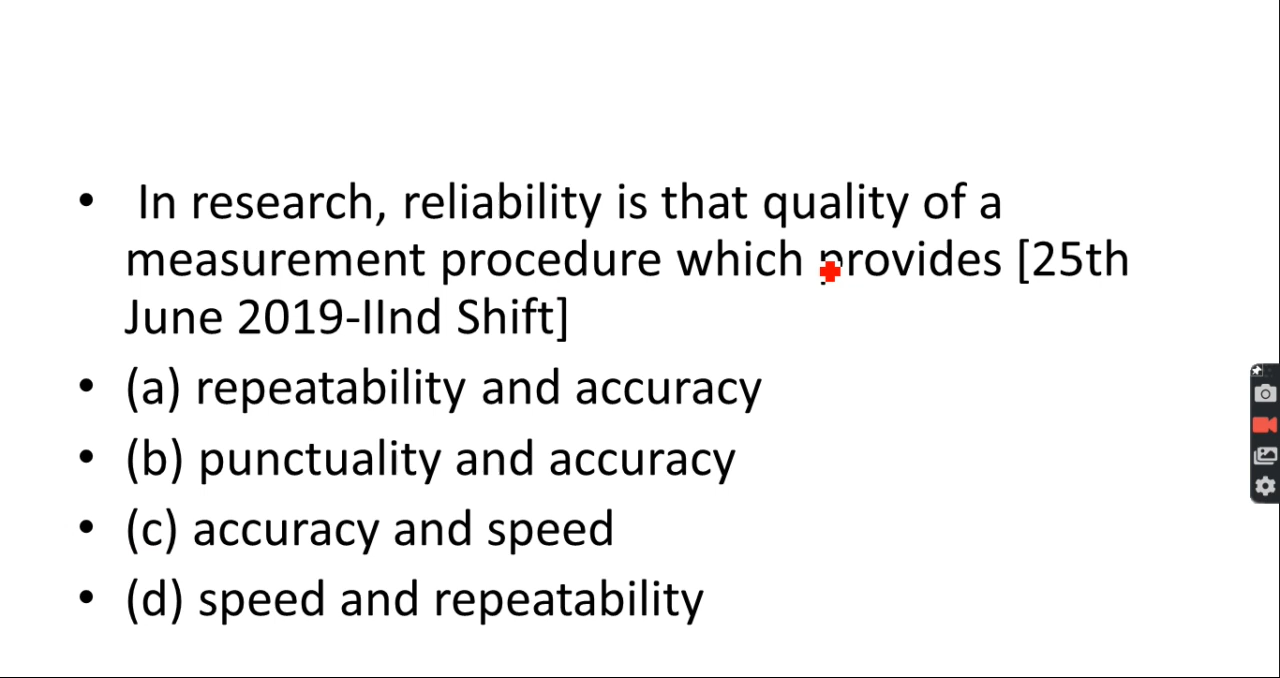 • In research, reliability is that quality of a
measurement procedure which provides [25th
June 2019-IInd Shift]
• (a) repeatability and accuracy
• (b) punctuality and accuracy
• (c) accuracy and speed
• (d) speed and repeatability